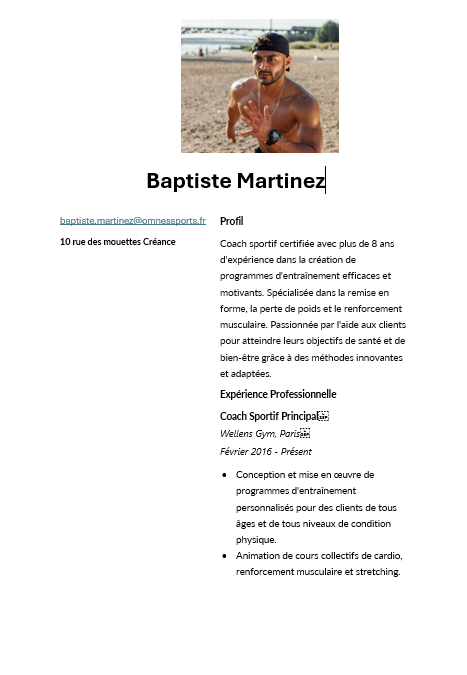 Baptiste Martinez
baptiste.martinez@omnessports.fr
10 rue des mouettes Créance
Profil
Coach sportif certifiée avec plus de 8 ans
d'expérience dans la création de
programmes d'entraînement efficaces et
motivants. Spécialisée dans la remise en
forme, la perte de poids et le renforcement
musculaire. Passionnée par l'aide aux clients
pour atteindre leurs objectifs de santé et de
bien-être grâce à des méthodes innovantes
et adaptées.
Expérience Professionnelle
Coach Sportif Principal
Wellens Gym, Paris
Février 2016 - Présent
• Conception et mise en œuvre de
programmes d'entraînement
personnalisés pour des clients de tous
âges et de tous niveaux de condition
physique.
• Animation de cours collectifs de cardio,
renforcement musculaire et stretching.